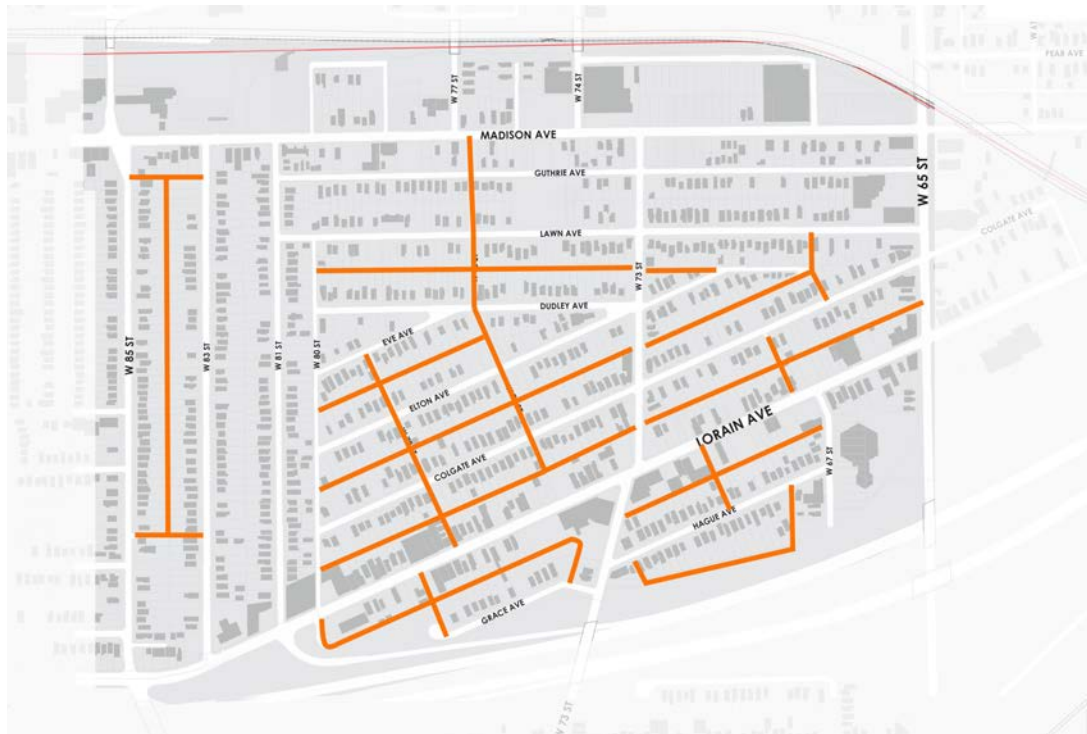 PEAR AVE
W 77 ST
W 74 ST
MADISON AVE
GUTHRIE AVE
W 65 ST
LAWN AVE
COLGATE AVE
W 73 ST
DUDLEY AVE
EVE AVE
W 85 ST
W 83 ST
W 81 ST
W 80 ST
ELTON AVE
LORAIN AVE
COLGATE AVE
W 67 ST
HAGUE AVE
GRACE AVE
W 73 ST